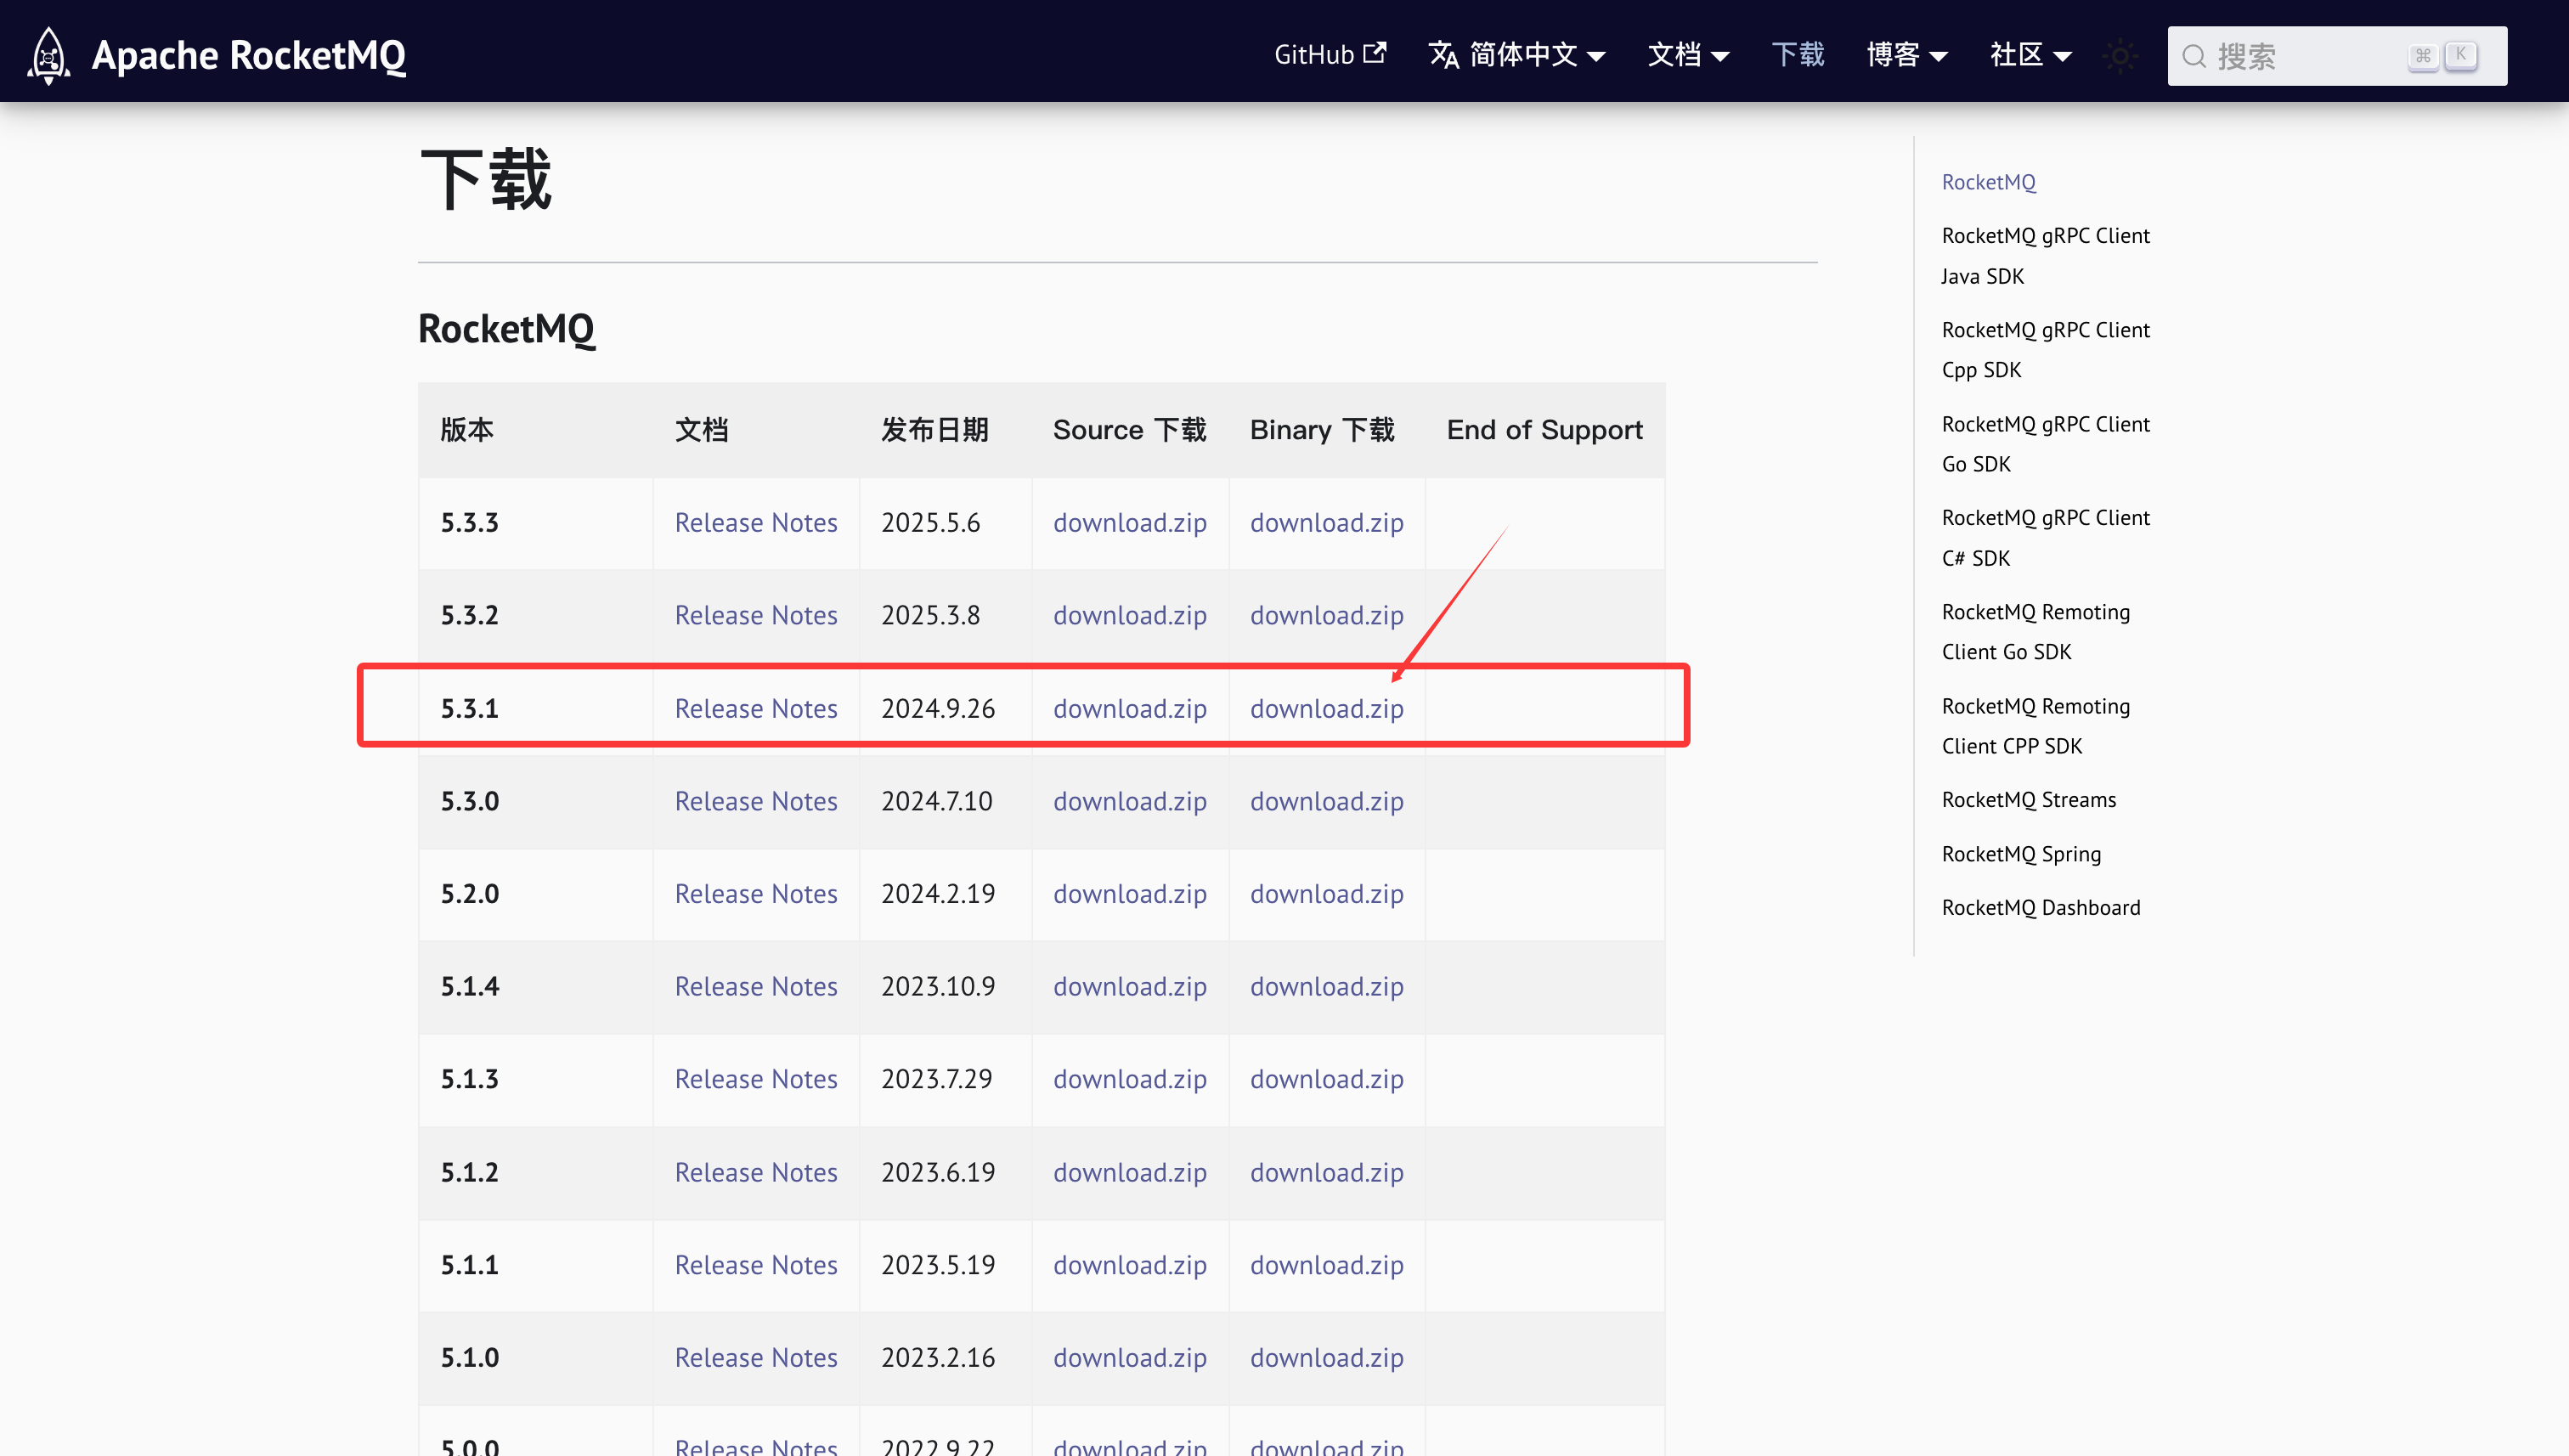 Apache RocketMQ
GitHub 简体中文 文档 下载 博客 社区 搜索 ⌘ K
下载
RocketMQ
版本 文档 发布日期 Source 下载 Binary 下载 End of Support
5.3.3 Release Notes 2025.5.6 download.zip download.zip
5.3.2 Release Notes 2025.3.8 download.zip download.zip
5.3.1 Release Notes 2024.9.26 download.zip download.zip
5.3.0 Release Notes 2024.7.10 download.zip download.zip
5.2.0 Release Notes 2024.2.19 download.zip download.zip
5.1.4 Release Notes 2023.10.9 download.zip download.zip
5.1.3 Release Notes 2023.7.29 download.zip download.zip
5.1.2 Release Notes 2023.6.19 download.zip download.zip
5.1.1 Release Notes 2023.5.19 download.zip download.zip
5.1.0 Release Notes 2023.2.16 download.zip download.zip
5.0.0 Release Notes 2022.9.22 download.zip download.zip
RocketMQ
RocketMQ gRPC Client
Java SDK
RocketMQ gRPC Client
Cpp SDK
RocketMQ gRPC Client
Go SDK
RocketMQ gRPC Client
C# SDK
RocketMQ Remoting
Client Go SDK
RocketMQ Remoting
Client CPP SDK
RocketMQ Streams
RocketMQ Spring
RocketMQ Dashboard